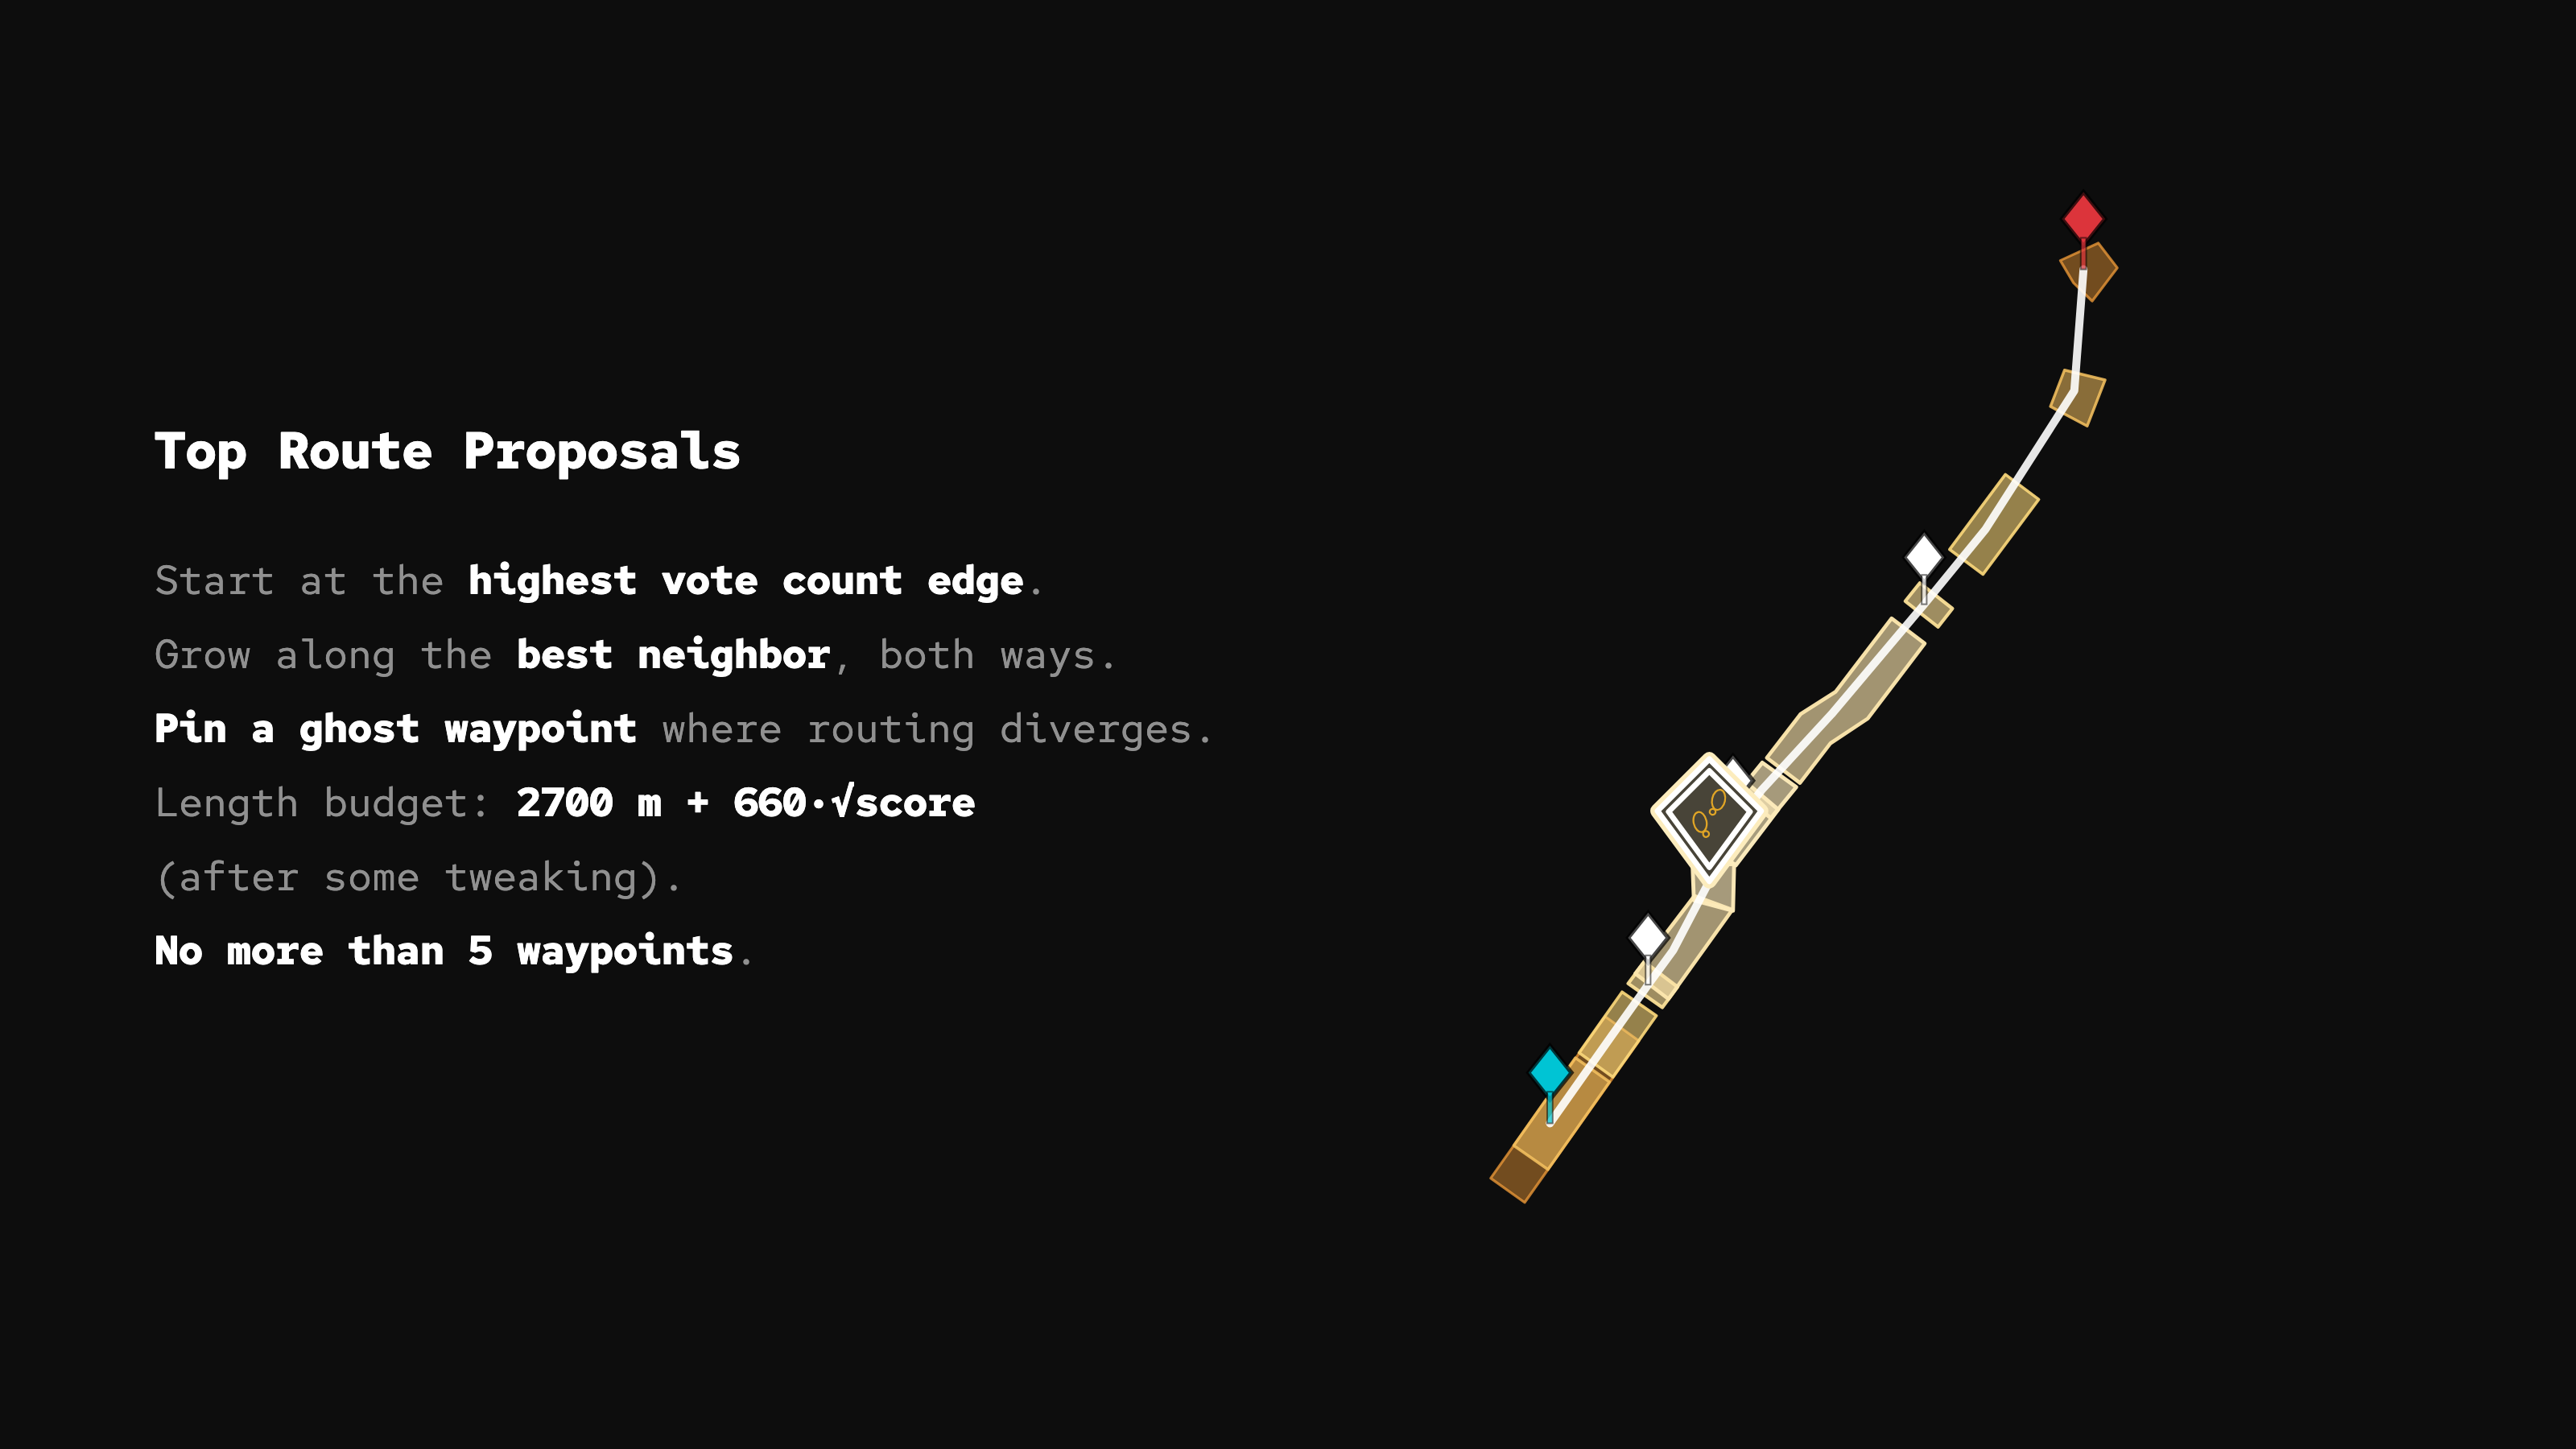 Top Route Proposals
Start at the highest vote count edge.
Grow along the best neighbor, both ways.
Pin a ghost waypoint where routing diverges.
Length budget: 2700 m + 660·√score
(after some tweaking).
No more than 5 waypoints.